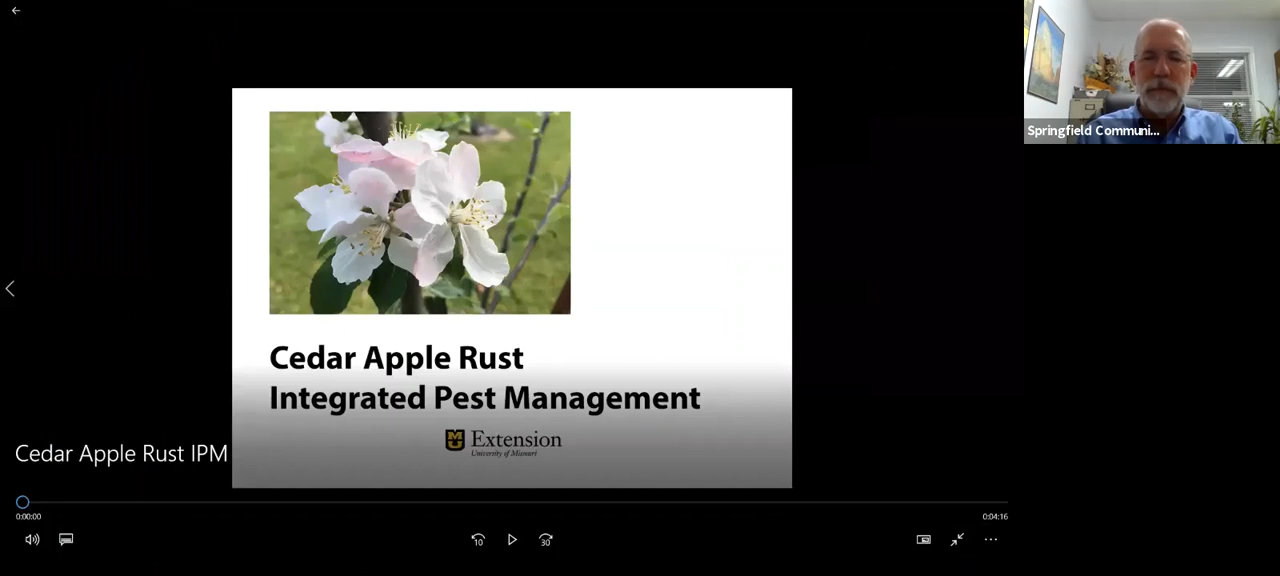 Springfield Communi...
Cedar Apple Rust
Integrated Pest Management
MU Extension
University of Missouri
Cedar Apple Rust IPM
0:00:00
0:04:16
10
30